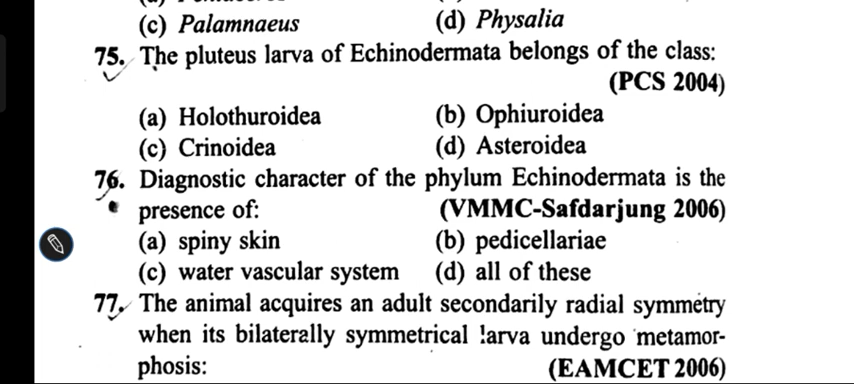 (c) Palamnaeus (d) Physalia
75. The pluteus larva of Echinodermata belongs of the class:
(PCS 2004)
(a) Holothuroidea (b) Ophiuroidea
(c) Crinoidea (d) Asteroidea
76. Diagnostic character of the phylum Echinodermata is the
presence of: (VMMC-Safdarjung 2006)
(a) spiny skin (b) pedicellariae
(c) water vascular system (d) all of these
77. The animal acquires an adult secondarily radial symmetry
when its bilaterally symmetrical larva undergo metamor-
phosis: (EAMCET 2006)